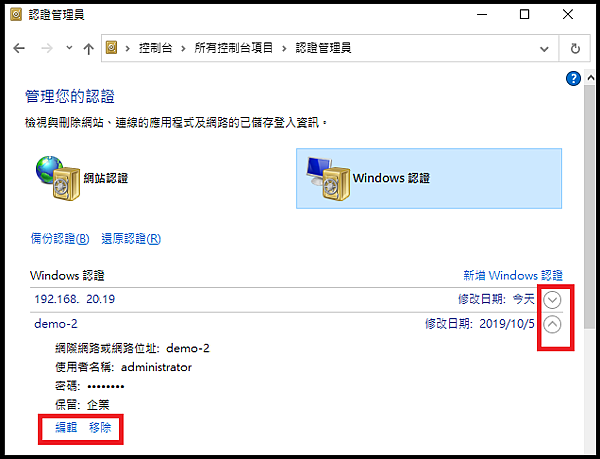 認證管理員
控制台 › 所有控制台項目 › 認證管理員
管理您的認證
檢視與刪除網站、連線的應用程式及網路的已儲存登入資訊。
網站認證 Windows 認證
備份認證(B) 還原認證(R)
Windows 認證 新增 Windows 認證
192.168. 20.19 修改日期: 今天
demo-2 修改日期: 2019/10/5
網際網路或網路位址: demo-2
使用者名稱: administrator
密碼: ••••••••
保留: 企業
編輯 移除